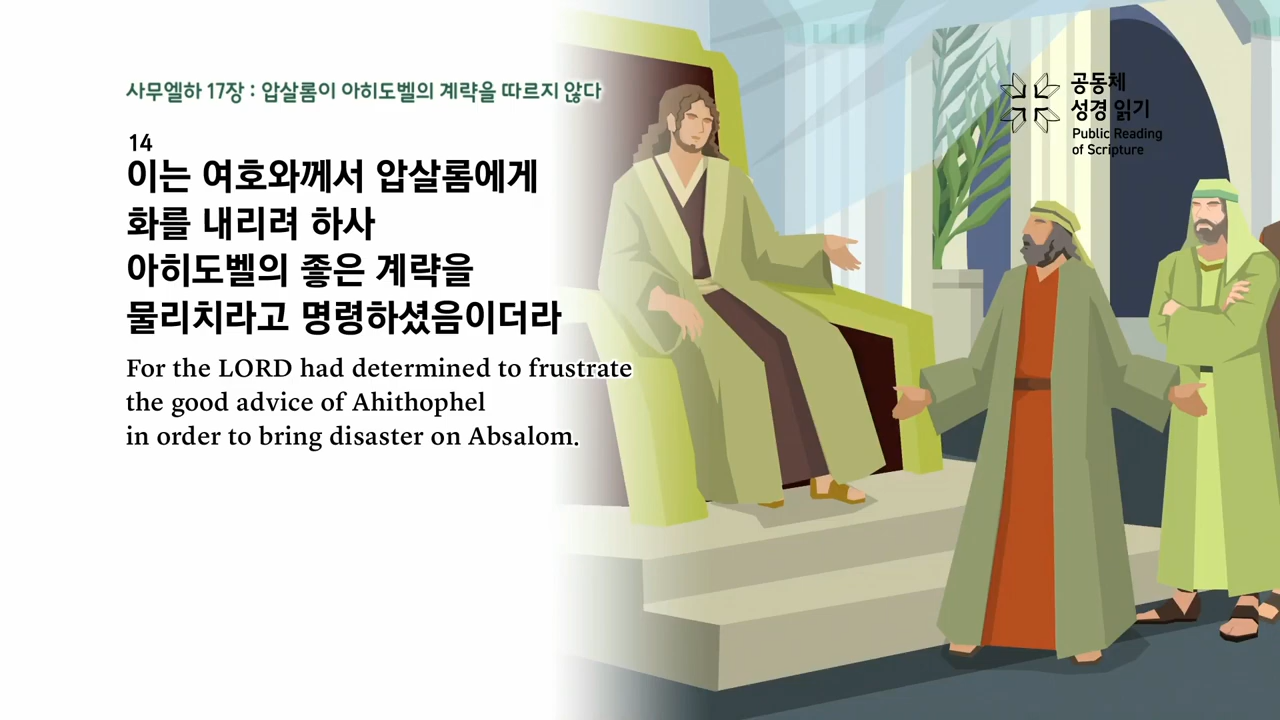 사무엘하 17장 : 압살롬이 아히도벨의 계략을 따르지 않다
14
이는 여호와께서 압살롬에게
화를 내리려 하사
아히도벨의 좋은 계략을
물리치라고 명령하셨음이더라
For the LORD had determined to frustrate
the good advice of Ahithophel
in order to bring disaster on Absalom.
공동체
성경 읽기
Public Reading
of Scripture